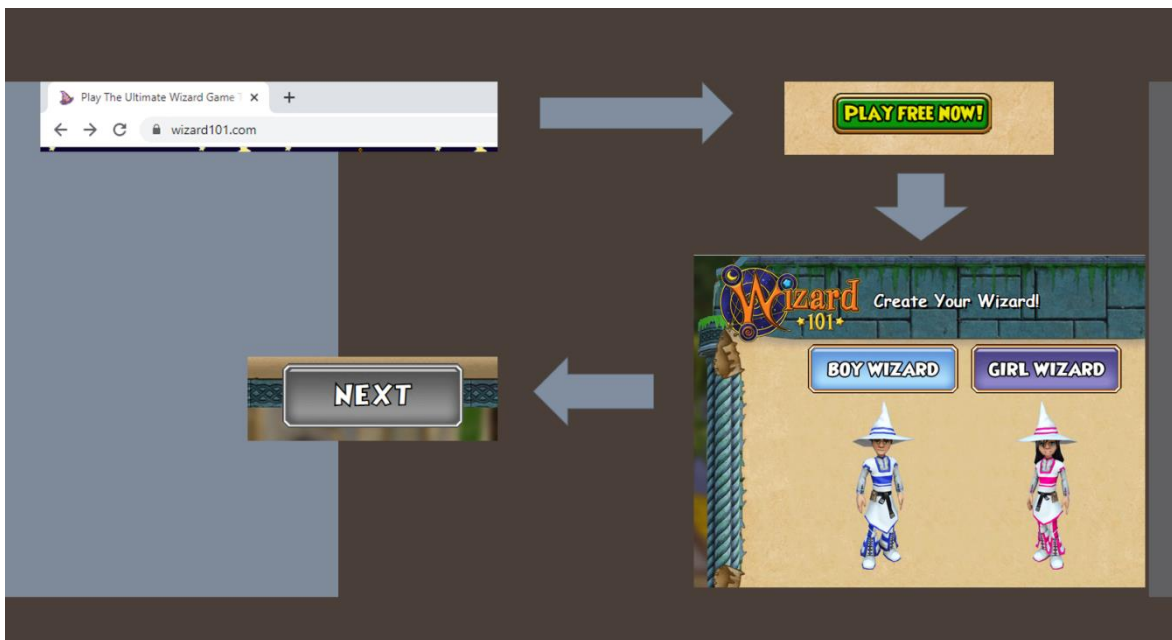 Play The Ultimate Wizard Game
wizard101.com
PLAY FREE NOW!
Wizard
101
Create Your Wizard!
BOY WIZARD
GIRL WIZARD
NEXT